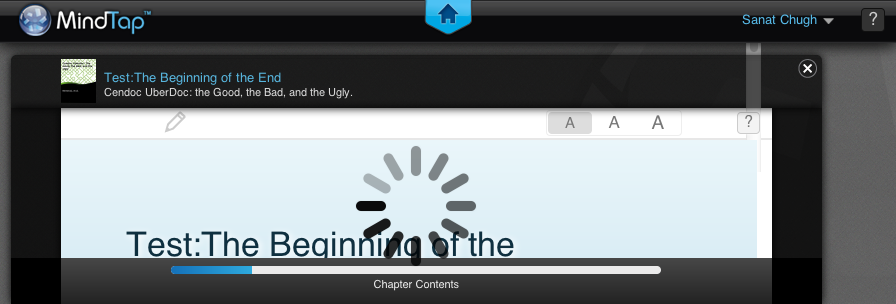 MindTap™
Sanat Chugh
?
Test:The Beginning of the End
Cendoc UberDoc: the Good, the Bad, and the Ugly.
A A A
?
Test:The Beginning of the
Chapter Contents